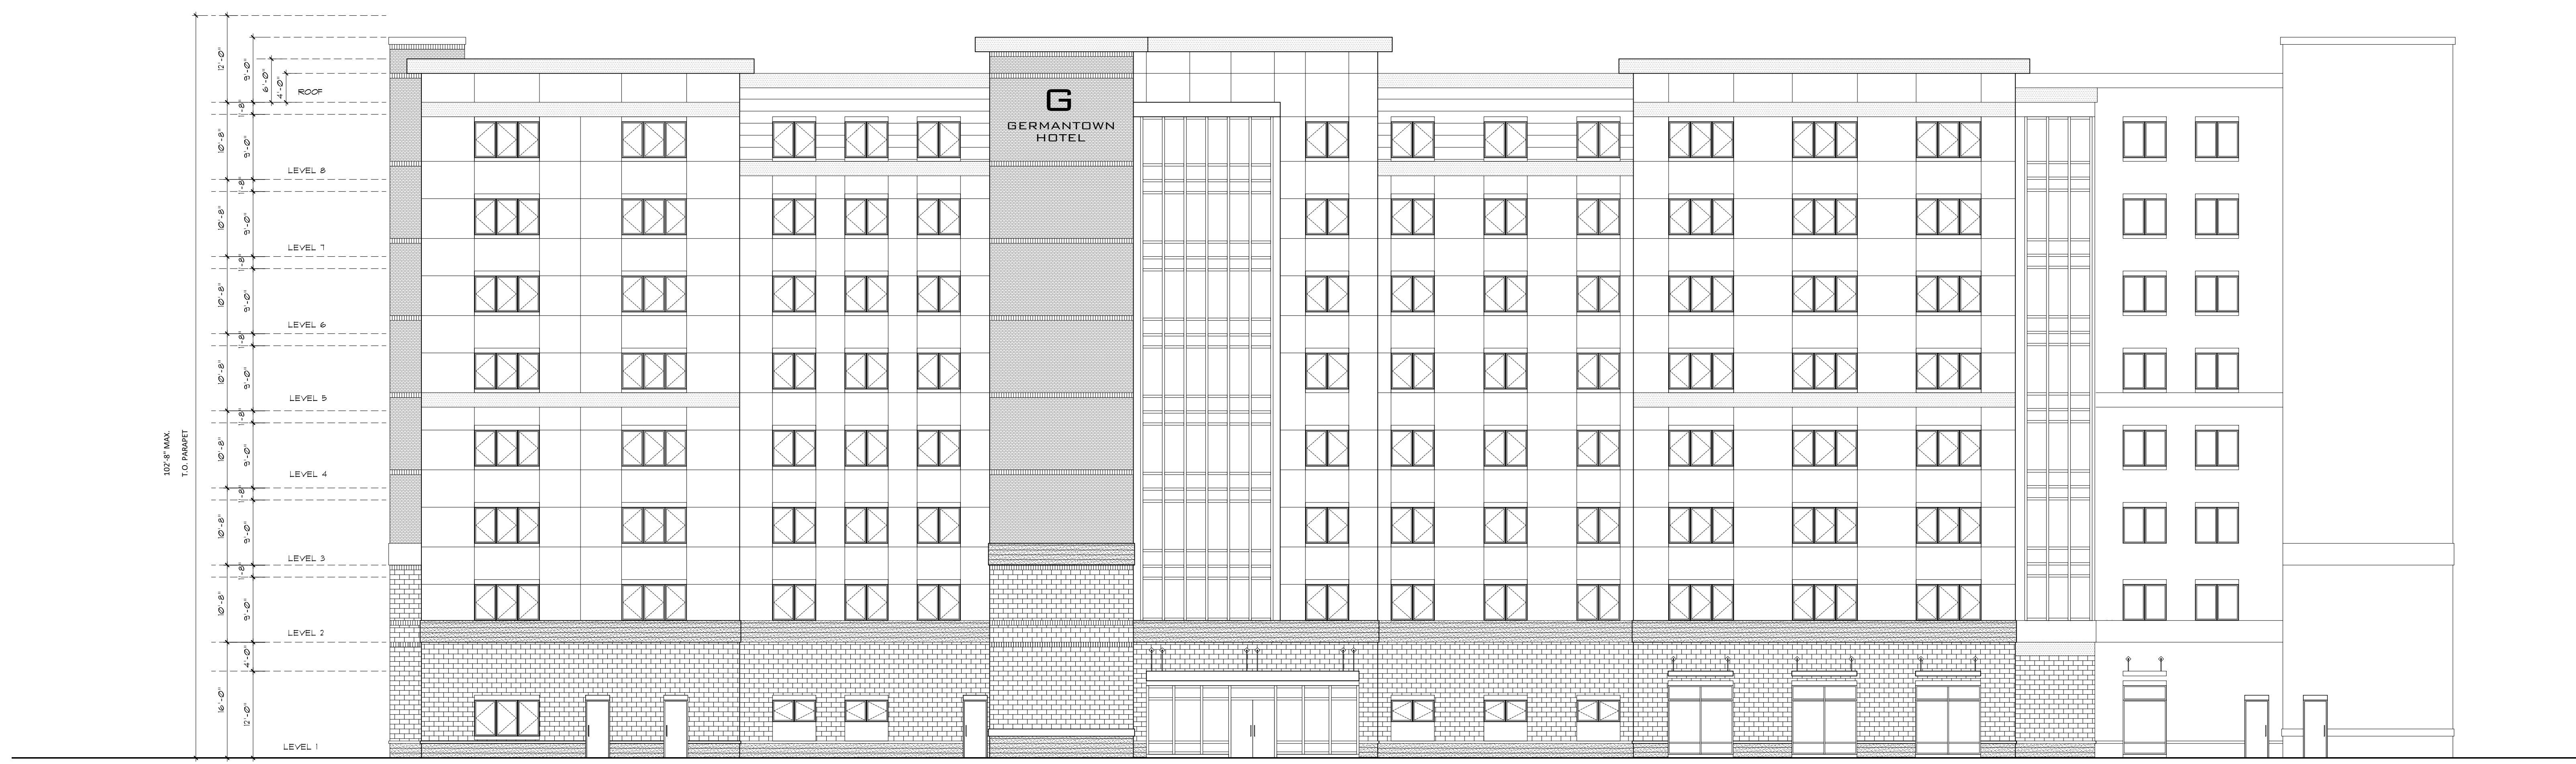 12'-0"
9'-0"
6'-0"
4'-0"
ROOF
G
GERMANTOWN
HOTEL
1'-8"
10'-8"
9'-0"
LEVEL 8
1'-8"
10'-8"
9'-0"
LEVEL 7
1'-8"
10'-8"
9'-0"
LEVEL 6
1'-8"
10'-8"
9'-0"
LEVEL 5
1'-8"
10'-8"
9'-0"
102'-8" MAX.
T.O. PARAPET
LEVEL 4
1'-8"
10'-8"
9'-0"
LEVEL 3
1'-8"
10'-8"
9'-0"
LEVEL 2
4'-0"
16'-0"
12'-0"
LEVEL 1